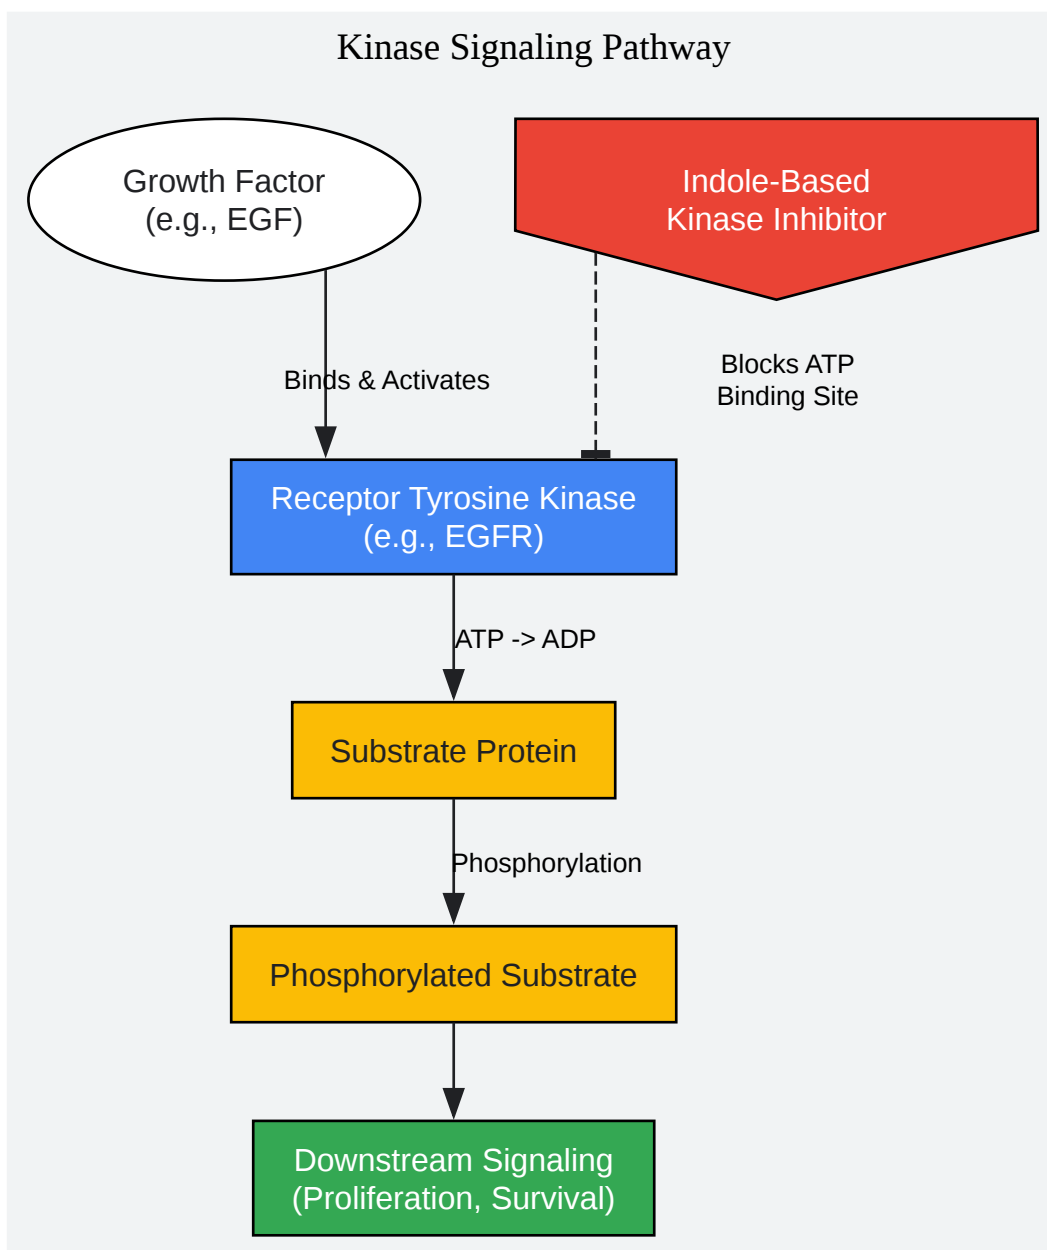 Kinase Signaling Pathway
Growth Factor
(e.g., EGF)
Indole-Based
Kinase Inhibitor
Binds & Activates
Blocks ATP
Binding Site
Receptor Tyrosine Kinase
(e.g., EGFR)
ATP -> ADP
Substrate Protein
Phosphorylation
Phosphorylated Substrate
Downstream Signaling
(Proliferation, Survival)